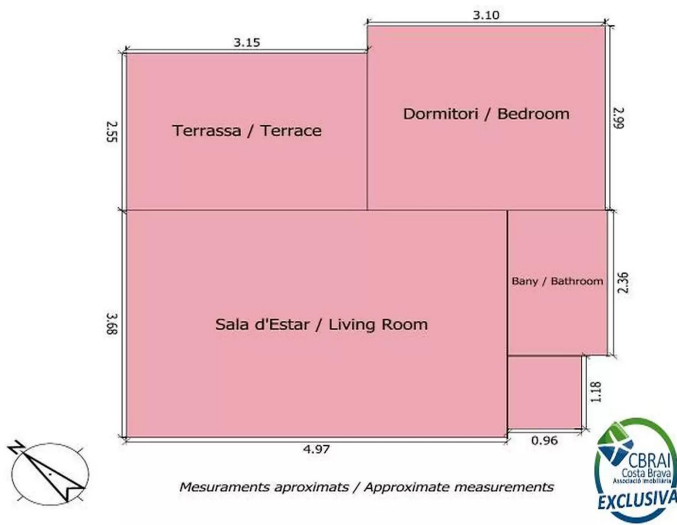 3.10
3.15
Dormitori / Bedroom
2.99
Terrassa / Terrace
2.55
Bany / Bathroom
2.36
Sala d'Estar / Living Room
3.68
1.18
0.96
4.97
N
Mesuraments aproximats / Approximate measurements
CBRAI
Costa Brava
Associació Imobiliària
EXCLUSIVA